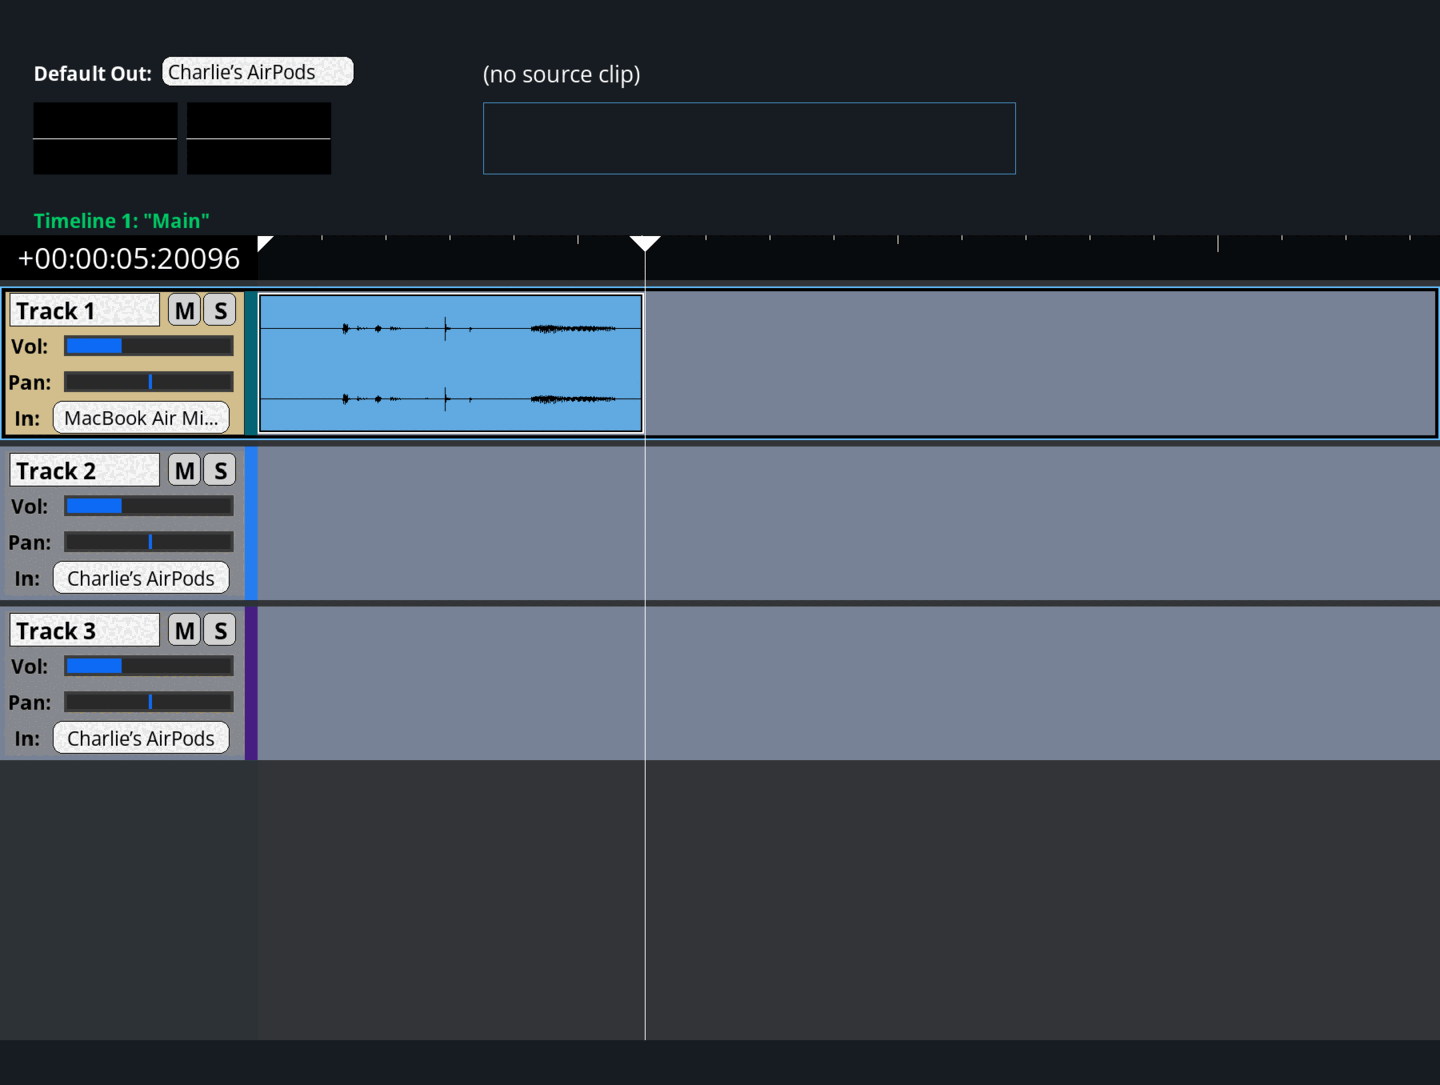 Default Out: Charlie’s AirPods
(no source clip)
Timeline 1: "Main"
+00:00:05:20096
Track 1 M S
Vol:
Pan:
In: MacBook Air Mi...
Track 2 M S
Vol:
Pan:
In: Charlie’s AirPods
Track 3 M S
Vol:
Pan:
In: Charlie’s AirPods